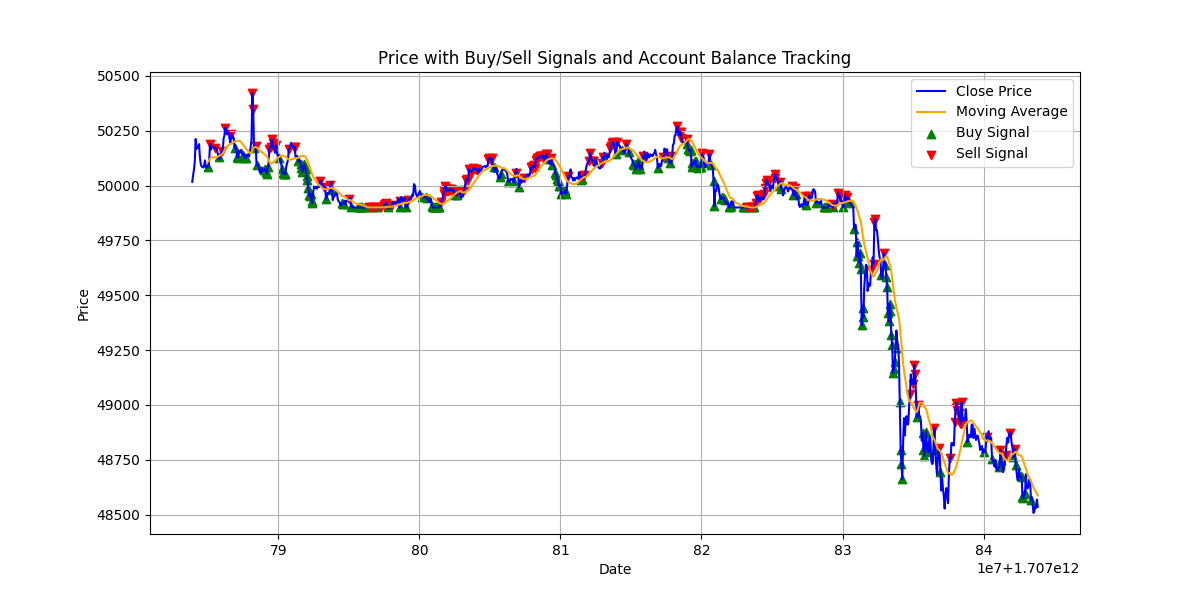 Price with Buy/Sell Signals and Account Balance Tracking
50500
50250
50000
49750
49500
49250
49000
48750
48500
Price
Close Price
Moving Average
Buy Signal
Sell Signal
79 80 81 82 83 84
1e7+1.707e12
Date